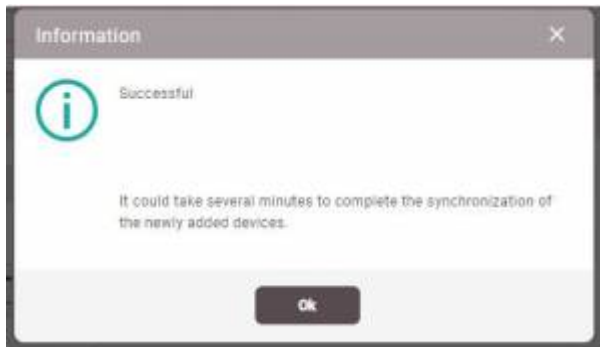 Information
Successful
It could take several minutes to complete the synchronization of
the newly added devices.
Ok